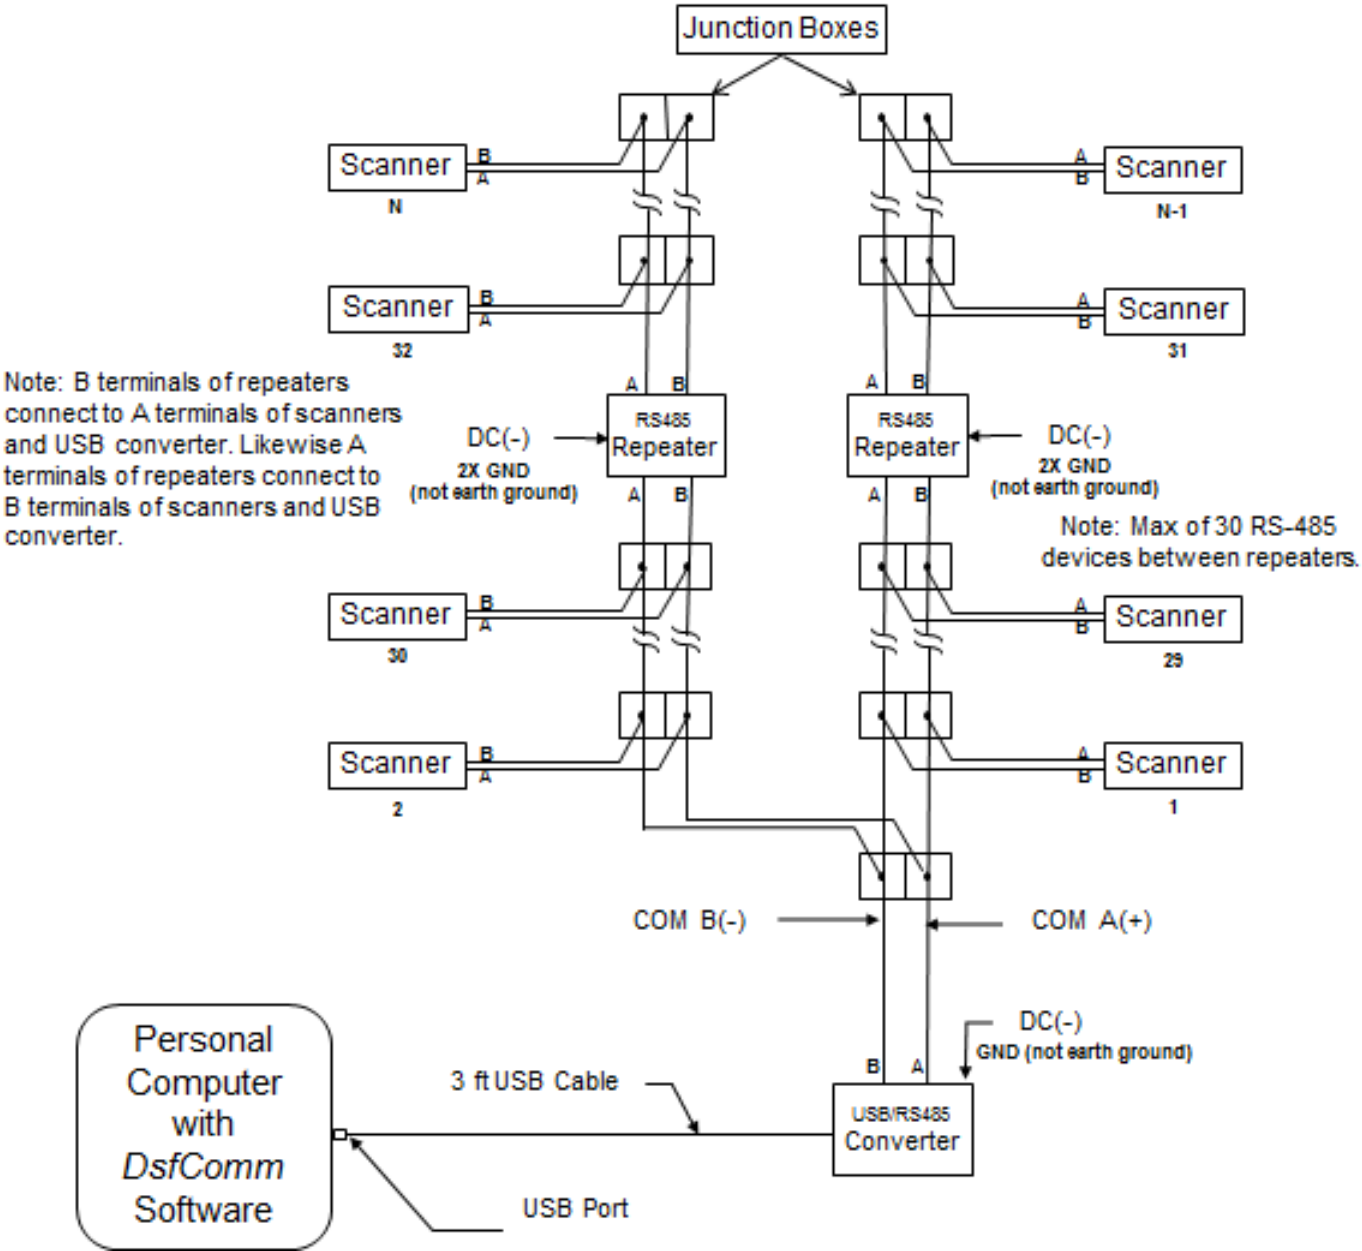 Junction Boxes
B
Scanner
A
N
A
Scanner
B
N-1
B
Scanner
A
32
A
Scanner
B
31
Note: B terminals of repeaters
connect to A terminals of scanners
and USB converter. Likewise A
terminals of repeaters connect to
B terminals of scanners and USB
converter.
A B
RS485
Repeater
A B
DC(-)
2X GND
(not earth ground)
A B
RS485
Repeater
A B
DC(-)
2X GND
(not earth ground)
Note: Max of 30 RS-485
devices between repeaters.
B
Scanner
A
30
A
Scanner
B
29
B
Scanner
A
2
A
Scanner
B
1
COM B(-)
COM A(+)
DC(-)
GND (not earth ground)
B A
USB/RS485
Converter
3 ft USB Cable
Personal
Computer
with
DsfComm
Software
USB Port